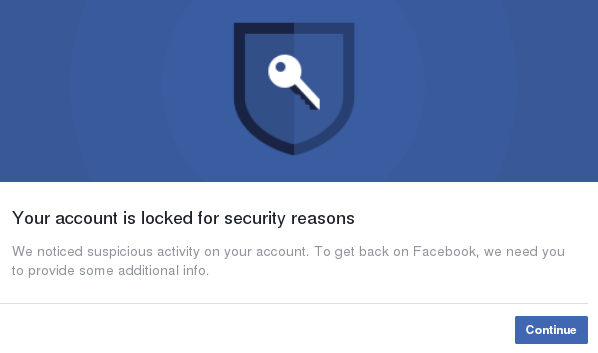 Your account is locked for security reasons
We noticed suspicious activity on your account. To get back on Facebook, we need you
to provide some additional info.
Continue